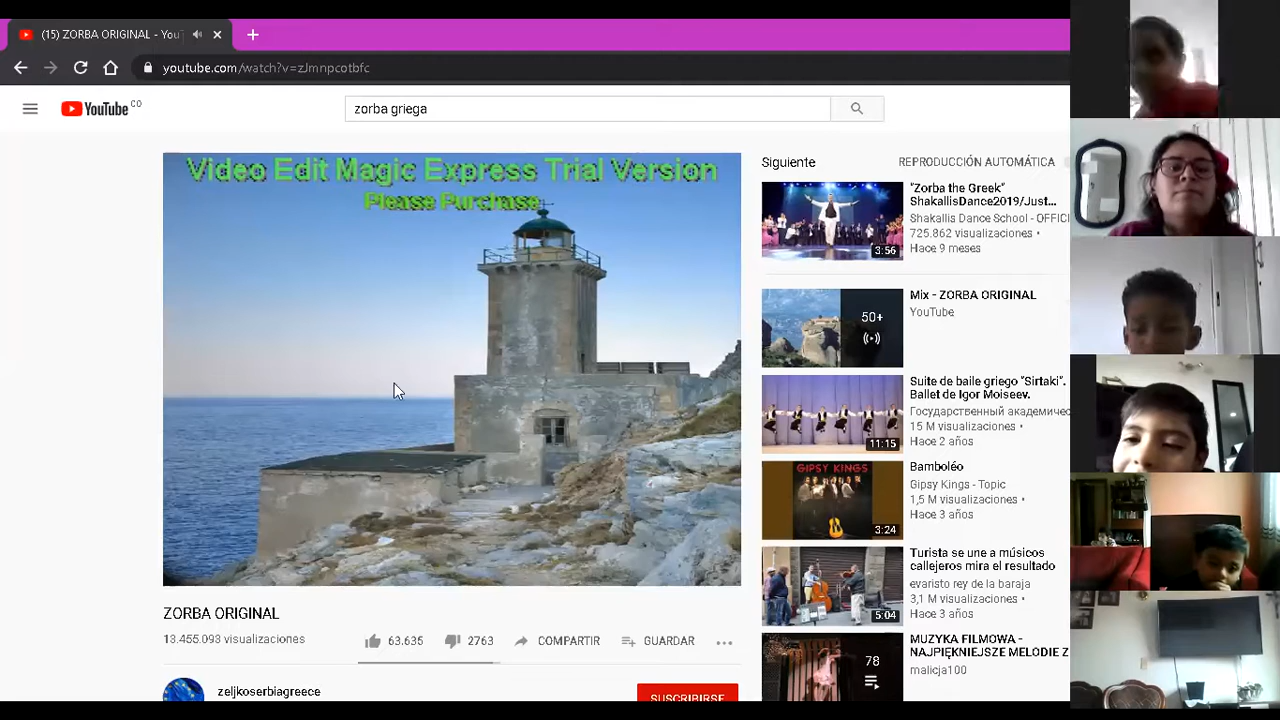 (15) ZORBA ORIGINAL - You
youtube.com/watch?v=zJmnpcotbfc
YouTube CO
zorba griega
Video Edit Magic Express Trial Version
Please Purchase
ZORBA ORIGINAL
13.455.093 visualizaciones
63.635
2763
COMPARTIR
GUARDAR
zeljkoserbiagreece
SUSCRIBIRSE
Siguiente
REPRODUCCIÓN AUTOMÁTICA
"Zorba the Greek"
ShakallisDance2019/Just...
Shakallis Dance School - OFFICI
725.862 visualizaciones •
Hace 9 meses
3:56
Mix - ZORBA ORIGINAL
YouTube
50+
Suite de baile griego "Sirtaki".
Ballet de Igor Moiseev.
Государственный академичес
15 M visualizaciones •
Hace 2 años
11:15
Bamboléo
Gipsy Kings - Topic
1,5 M visualizaciones •
Hace 3 años
GIPSY KINGS
3:24
Turista se une a músicos
callejeros mira el resultado
evaristo rey de la baraja
3,1 M visualizaciones •
Hace 3 años
5:04
MUZYKA FILMOWA -
NAJPIĘKNIEJSZE MELODIE Z
malicja100
78